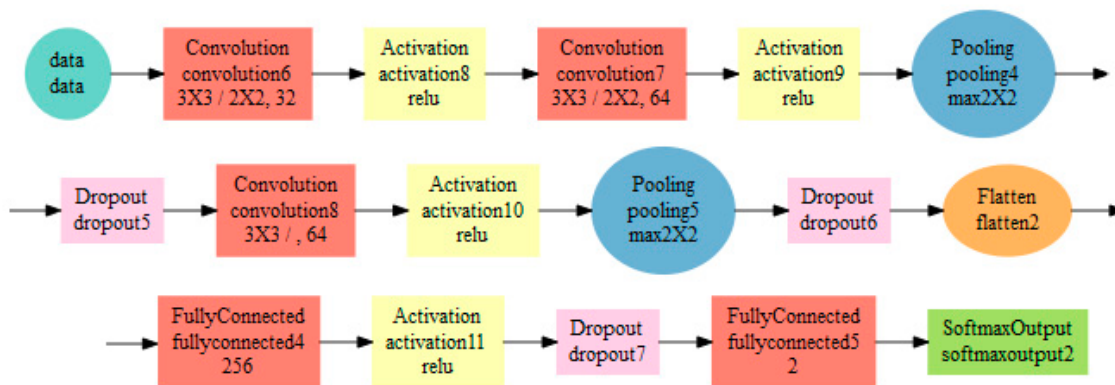 data
data
Convolution
convolution6
3X3 / 2X2, 32
Activation
activation8
relu
Convolution
convolution7
3X3 / 2X2, 64
Activation
activation9
relu
Pooling
pooling4
max2X2
Dropout
dropout5
Convolution
convolution8
3X3 / , 64
Activation
activation10
relu
Pooling
pooling5
max2X2
Dropout
dropout6
Flatten
flatten2
FullyConnected
fullyconnected4
256
Activation
activation11
relu
Dropout
dropout7
FullyConnected
fullyconnected5
2
SoftmaxOutput
softmaxoutput2